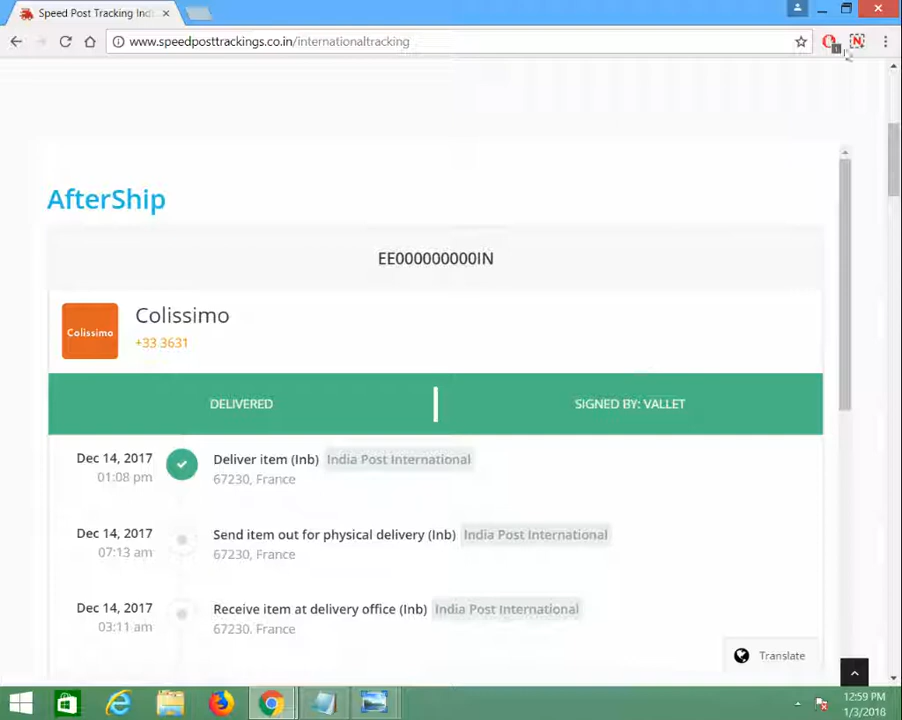 Speed Post Tracking Ind
www.speedposttrackings.co.in/internationaltracking
AfterShip
EE000000000IN
Colissimo
Colissimo
+33 3631
DELIVERED
SIGNED BY: VALLET
Dec 14, 2017
01:08 pm
Deliver item (Inb) India Post International
67230, France
Dec 14, 2017
07:13 am
Send item out for physical delivery (Inb) India Post International
67230, France
Dec 14, 2017
03:11 am
Receive item at delivery office (Inb) India Post International
67230. France
Translate
12:59 PM
1/3/2018